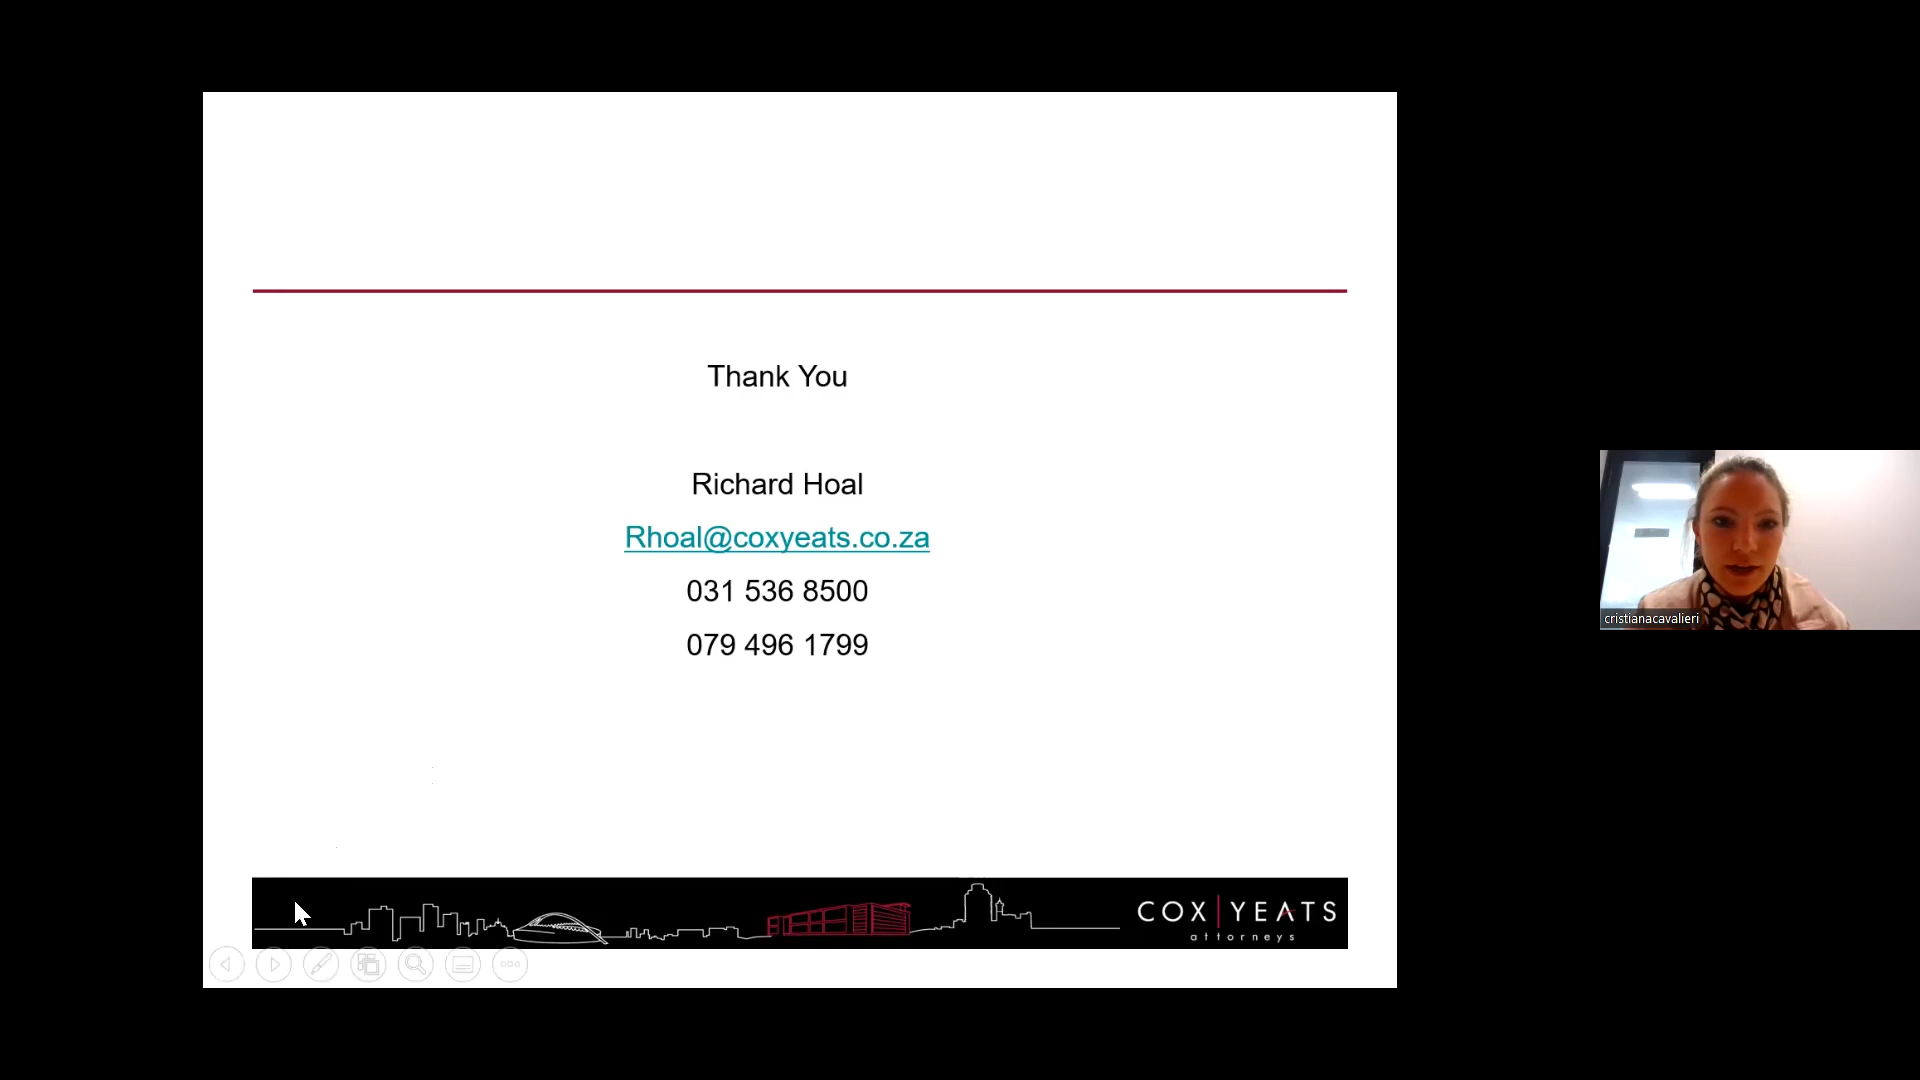 Thank You
Richard Hoal
Rhoal@coxyeats.co.za
031 536 8500
079 496 1799
cristianacavalieri
COX|YEATS
attorneys